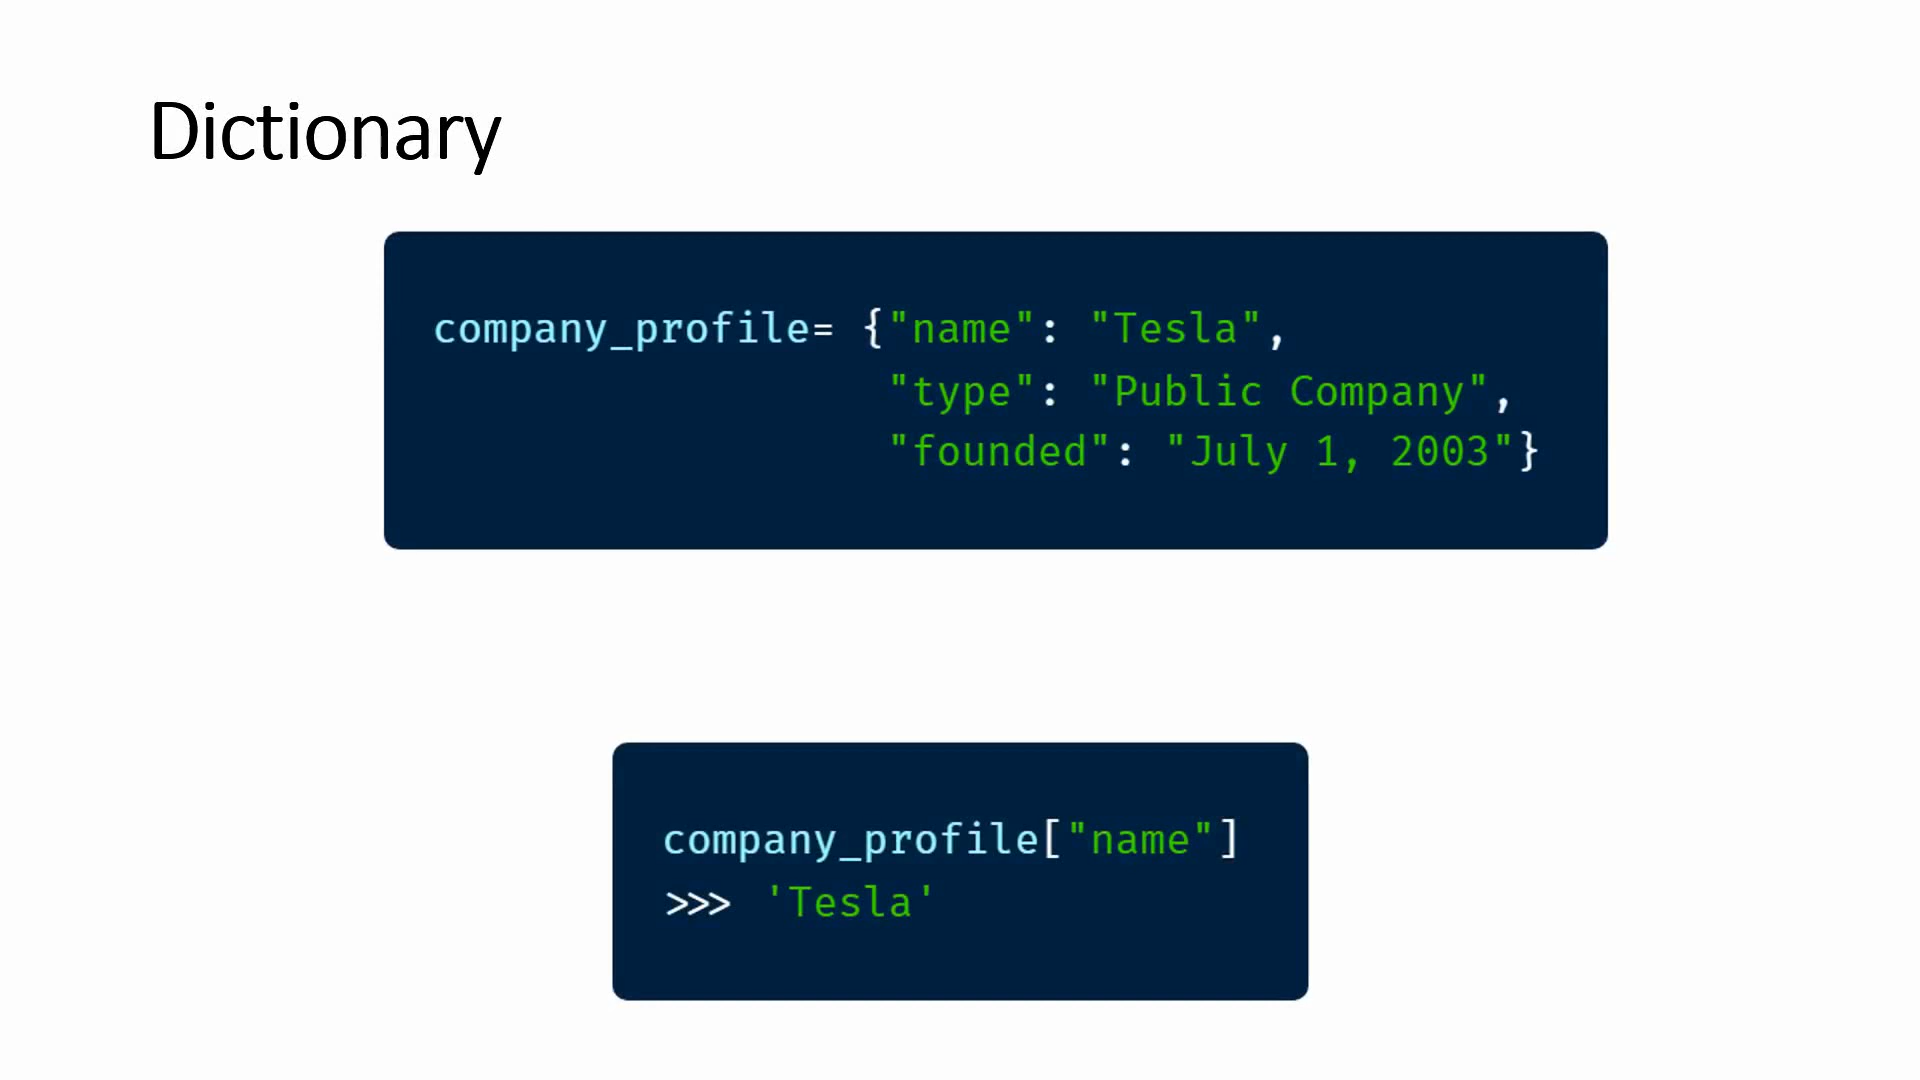 Dictionary
company_profile= {"name": "Tesla",
"type": "Public Company",
"founded": "July 1, 2003"}
company_profile["name"]
>>> 'Tesla'